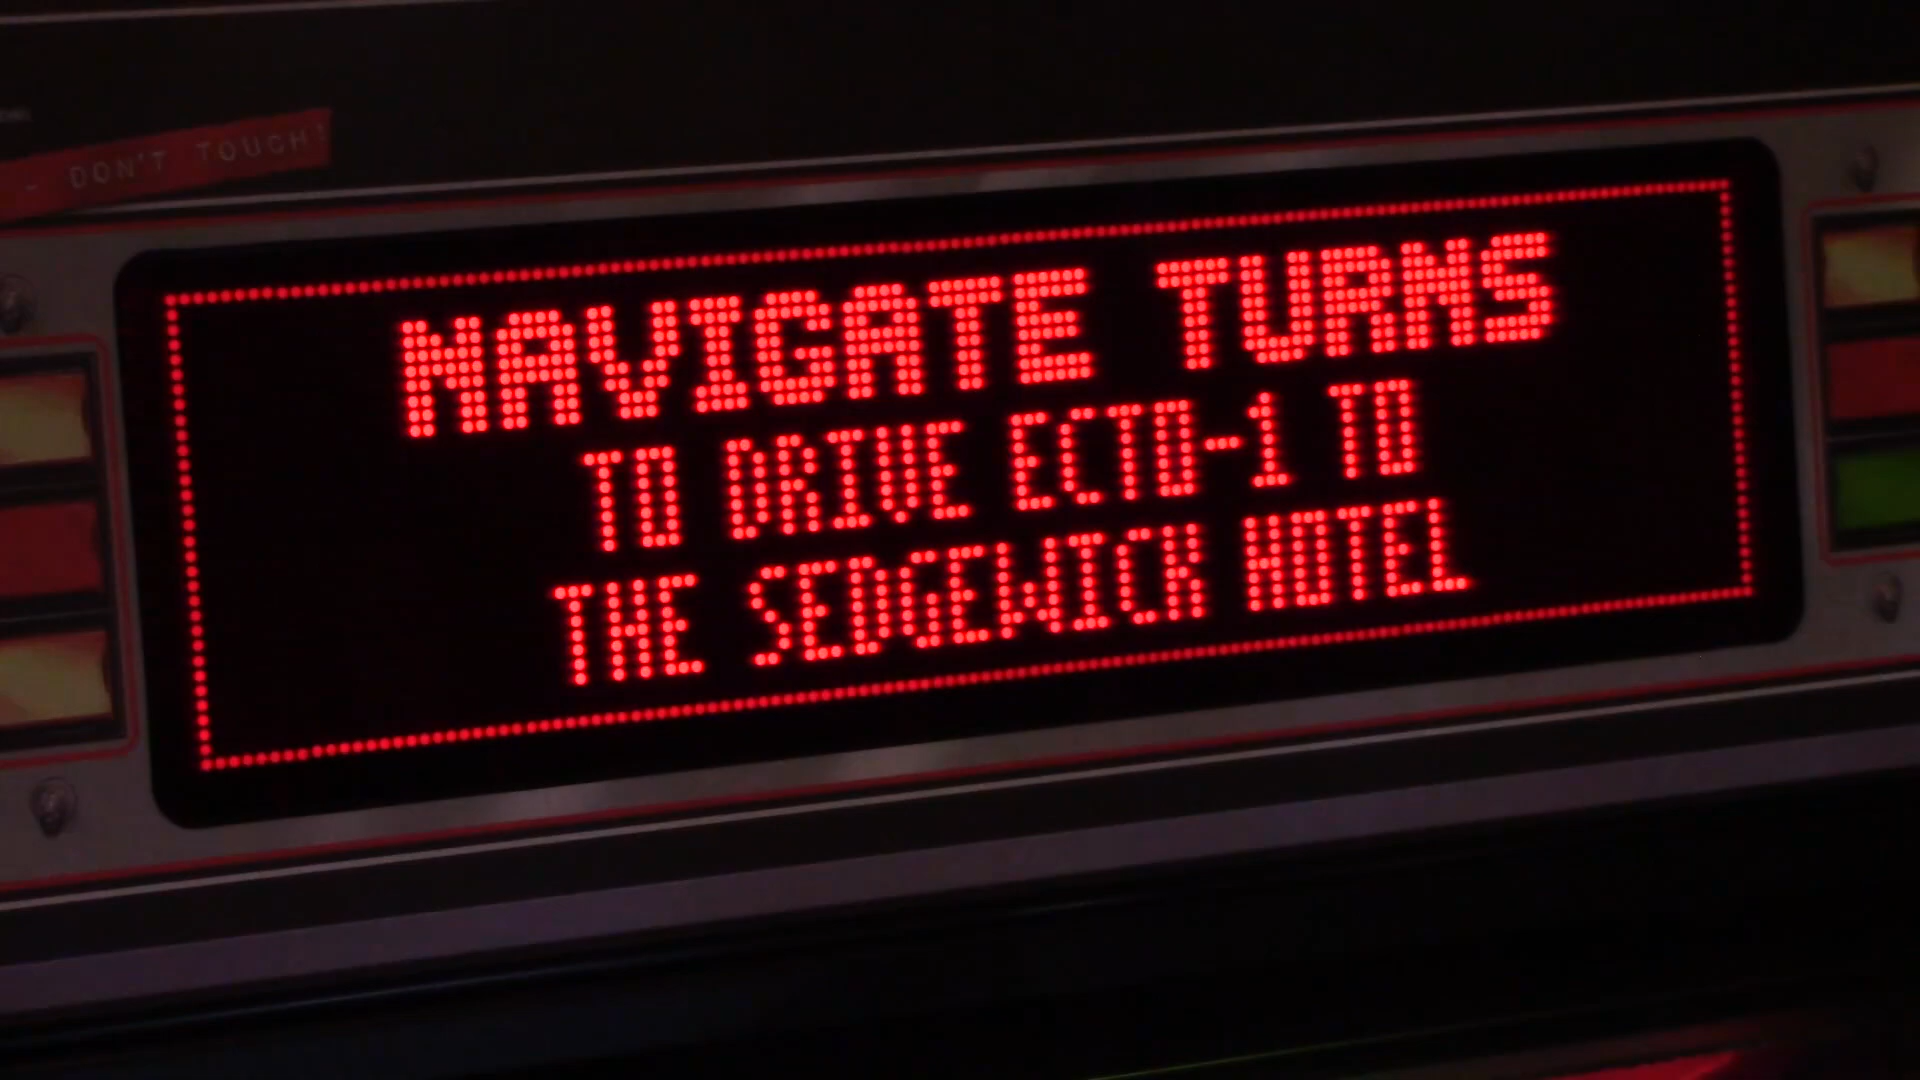 - DON'T TOUCH!
NAVIGATE TURNS
TO DRIVE ECTO-1 TO
THE SEDGEWICK HOTEL